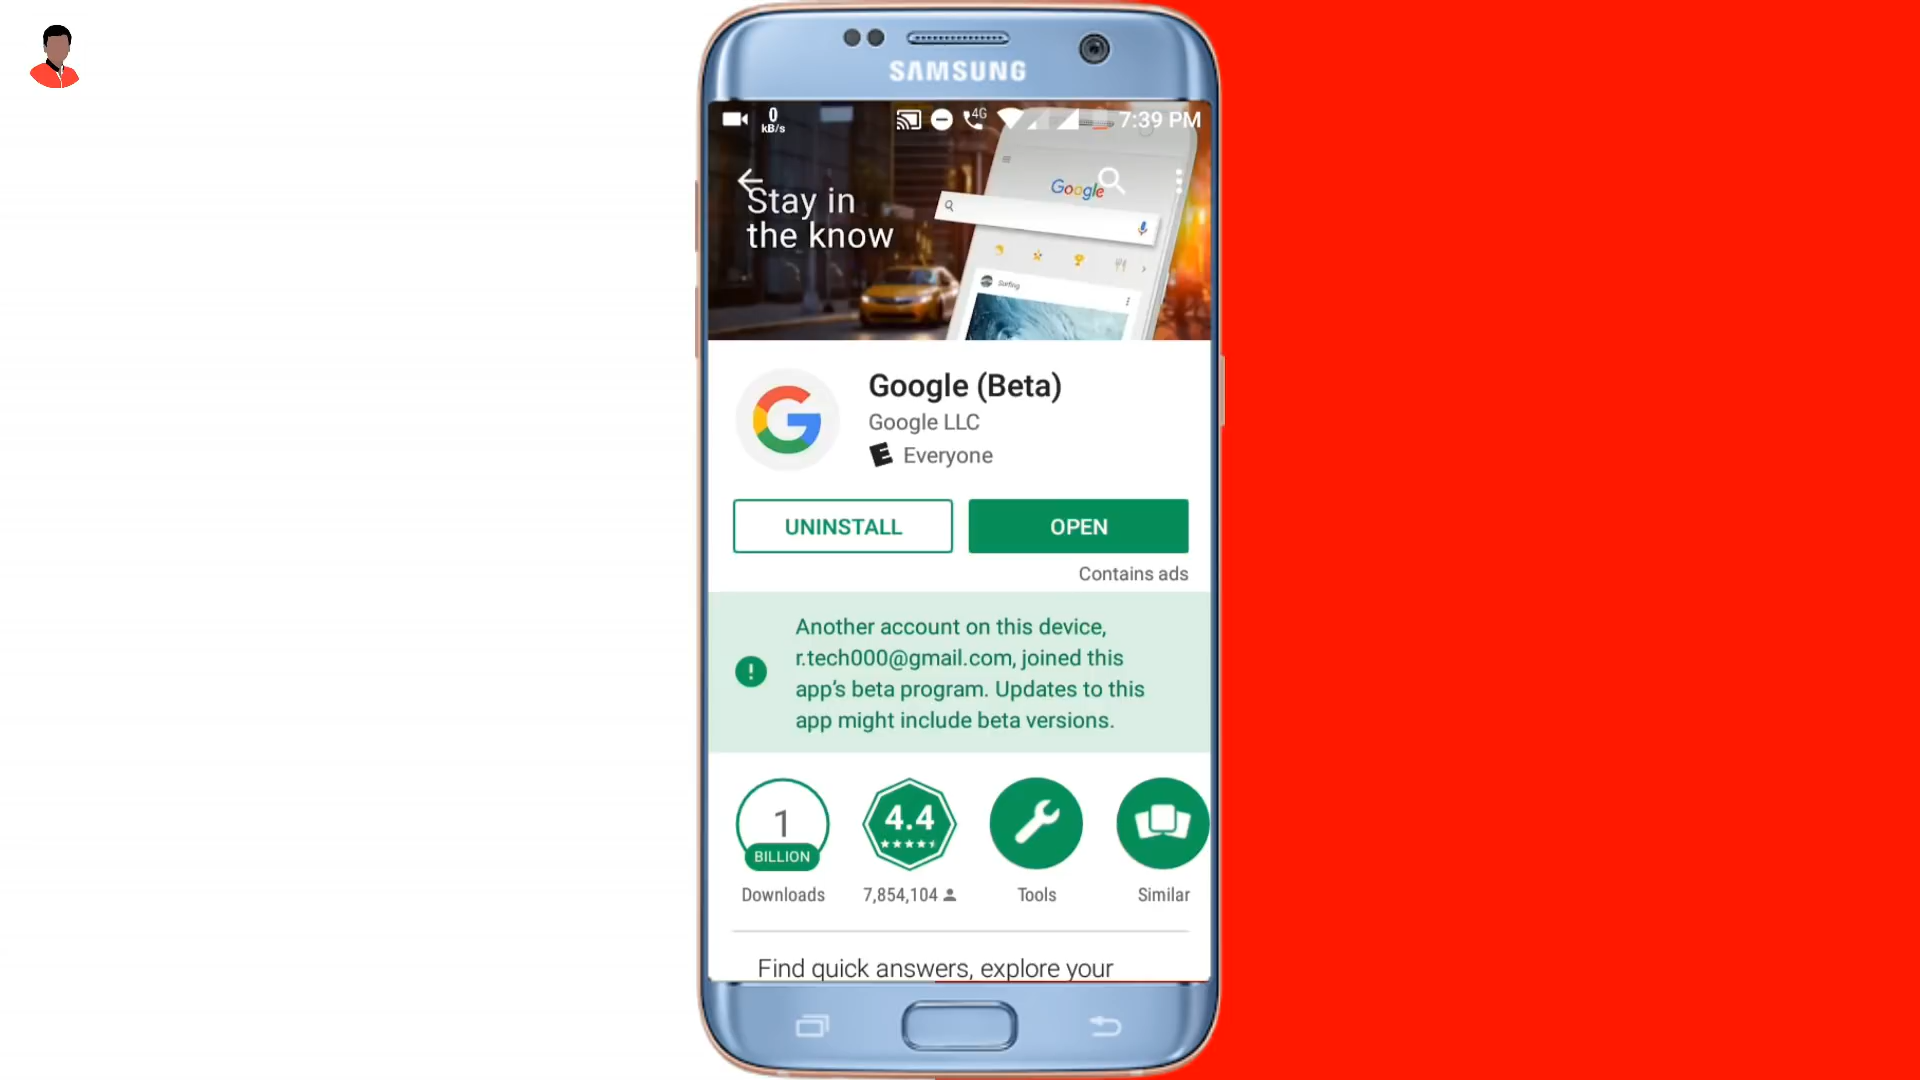 SAMSUNG
0
kB/s
4G
7:39 PM
Stay in
the know
Google
Surfing
Google (Beta)
Google LLC
E Everyone
UNINSTALL
OPEN
Contains ads
Another account on this device,
r.tech000@gmail.com, joined this
app's beta program. Updates to this
app might include beta versions.
1
BILLION
4.4
Downloads
7,854,104
Tools
Similar
Find quick answers, explore your